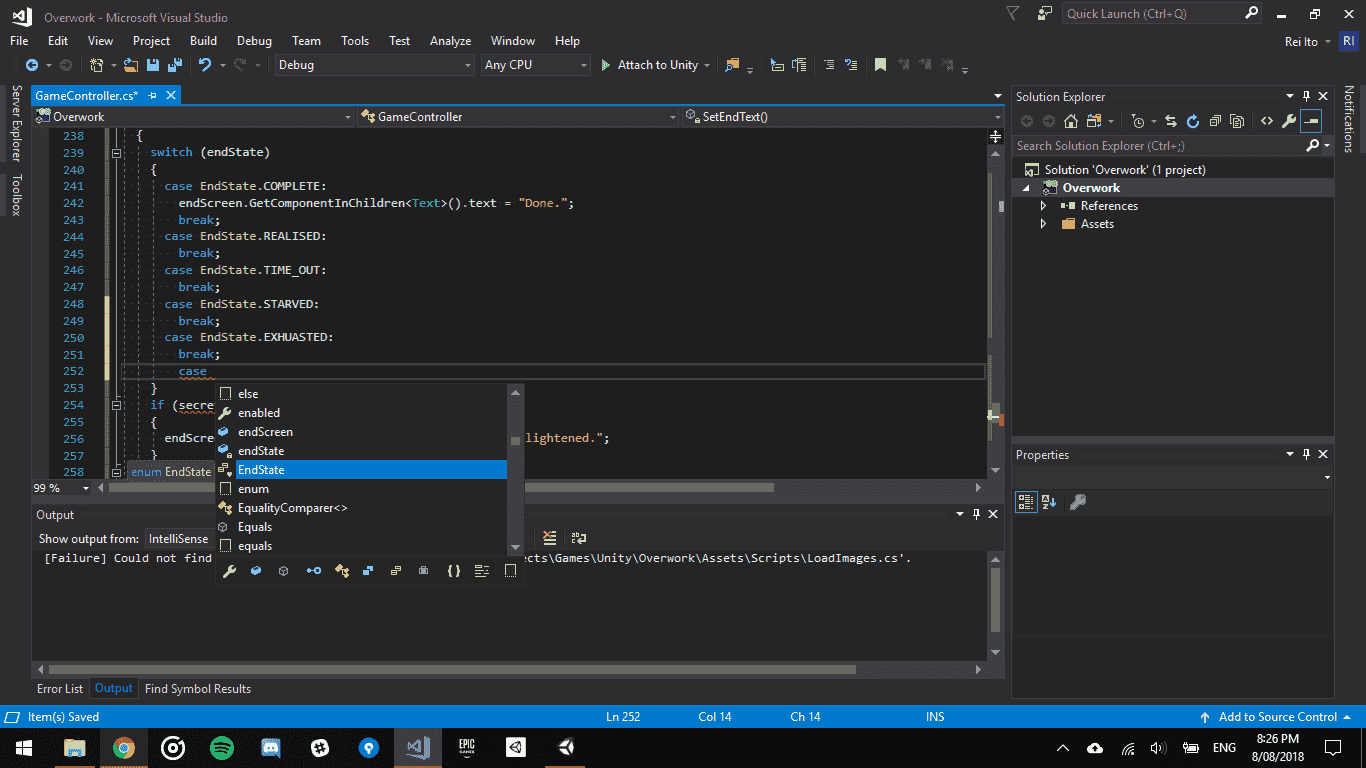 Overwork - Microsoft Visual Studio
Quick Launch (Ctrl+Q)
File Edit View Project Build Debug Team Tools Test Analyze Window Help
Rei Ito RI
Debug Any CPU Attach to Unity
Server Explorer
Toolbox
GameController.cs*
Overwork GameController SetEndText()
238 {
239 switch (endState)
240 {
241 case EndState.COMPLETE:
242 endScreen.GetComponentInChildren<Text>().text = "Done.";
243 break;
244 case EndState.REALISED:
245 break;
246 case EndState.TIME_OUT:
247 break;
248 case EndState.STARVED:
249 break;
250 case EndState.EXHUASTED:
251 break;
252 case
253 }
254 if (secre
255 {
256 endScree lightened.";
257 }
258 enum EndState
else
enabled
endScreen
endState
EndState
enum
EqualityComparer<>
Equals
equals
99 %
Output
Show output from: IntelliSense
[Failure] Could not find ects\Games\Unity\Overwork\Assets\Scripts\LoadImages.cs'.
Error List Output Find Symbol Results
Solution Explorer
Search Solution Explorer (Ctrl+;)
Solution 'Overwork' (1 project)
Overwork
References
Assets
Properties
Notifications
Item(s) Saved Ln 252 Col 14 Ch 14 INS Add to Source Control
EPIC
GAMES
ENG
8:26 PM
8/08/2018